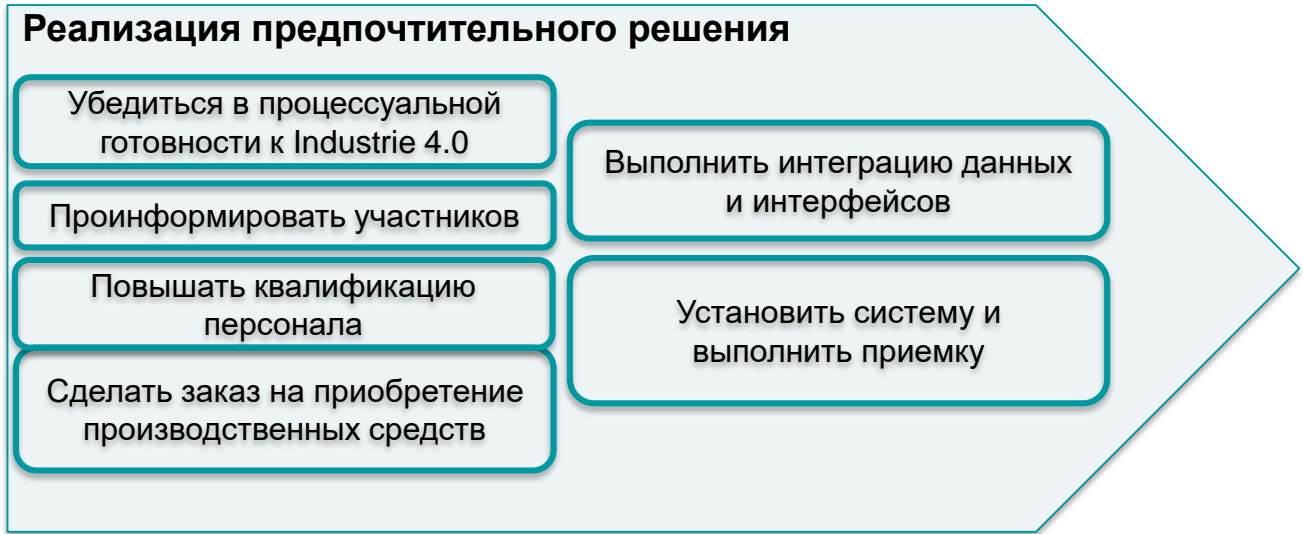 Реализация предпочтительного решения
Убедиться в процессуальной
готовности к Industrie 4.0
Проинформировать участников
Повышать квалификацию
персонала
Сделать заказ на приобретение
производственных средств
Выполнить интеграцию данных
и интерфейсов
Установить систему и
выполнить приемку